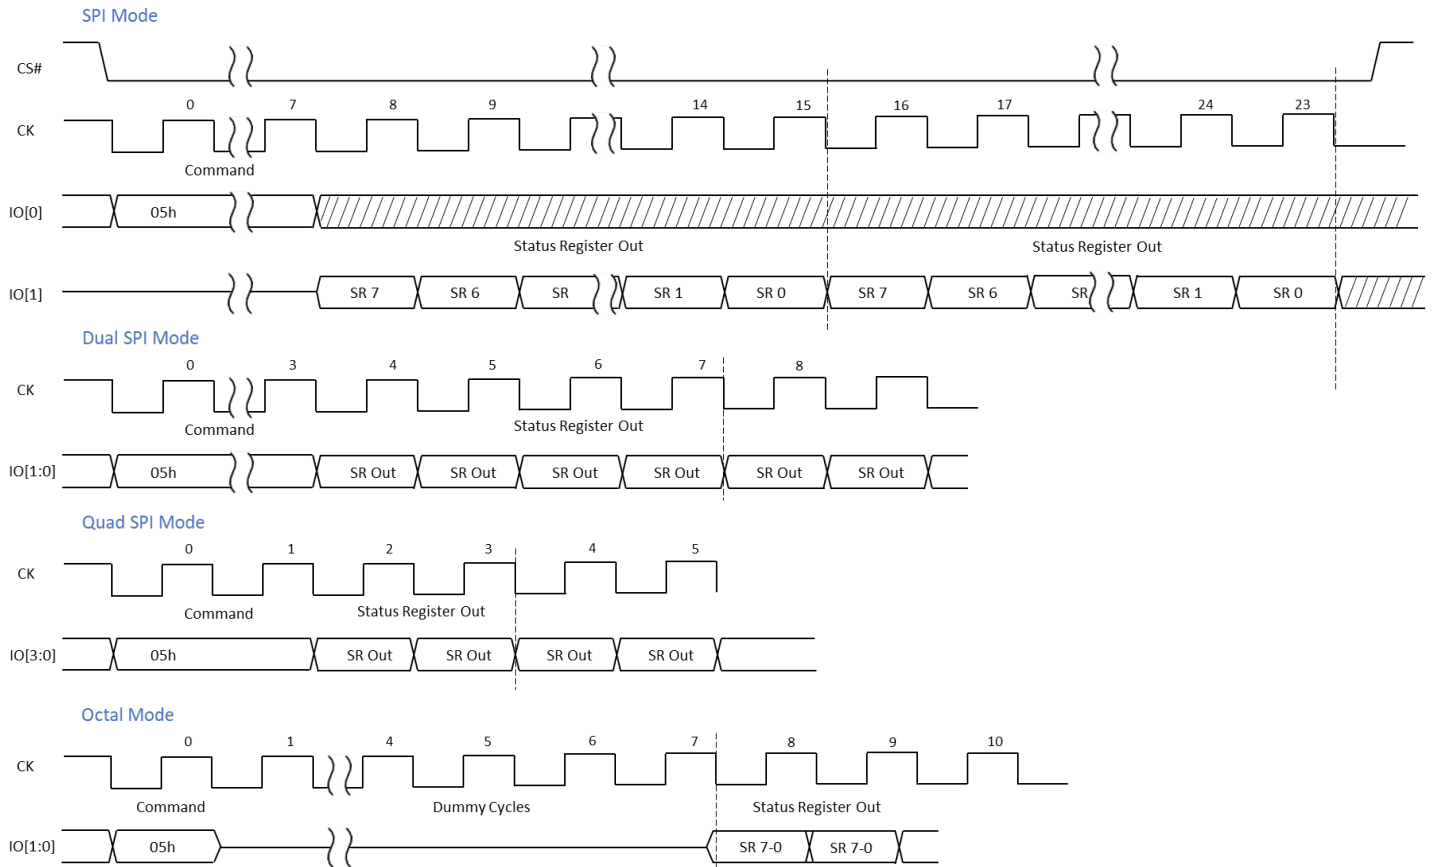 SPI Mode
CS#
0 7 8 9 14 15 16 17 24 23
CK
Command
IO[0] 05h
Status Register Out Status Register Out
IO[1] SR 7 SR 6 SR SR 1 SR 0 SR 7 SR 6 SR SR 1 SR 0
Dual SPI Mode
0 3 4 5 6 7 8
CK
Command Status Register Out
IO[1:0] 05h SR Out SR Out SR Out SR Out SR Out SR Out
Quad SPI Mode
0 1 2 3 4 5
CK
Command Status Register Out
IO[3:0] 05h SR Out SR Out SR Out SR Out
Octal Mode
0 1 4 5 6 7 8 9 10
CK
Command Dummy Cycles Status Register Out
IO[1:0] 05h SR 7-0 SR 7-0